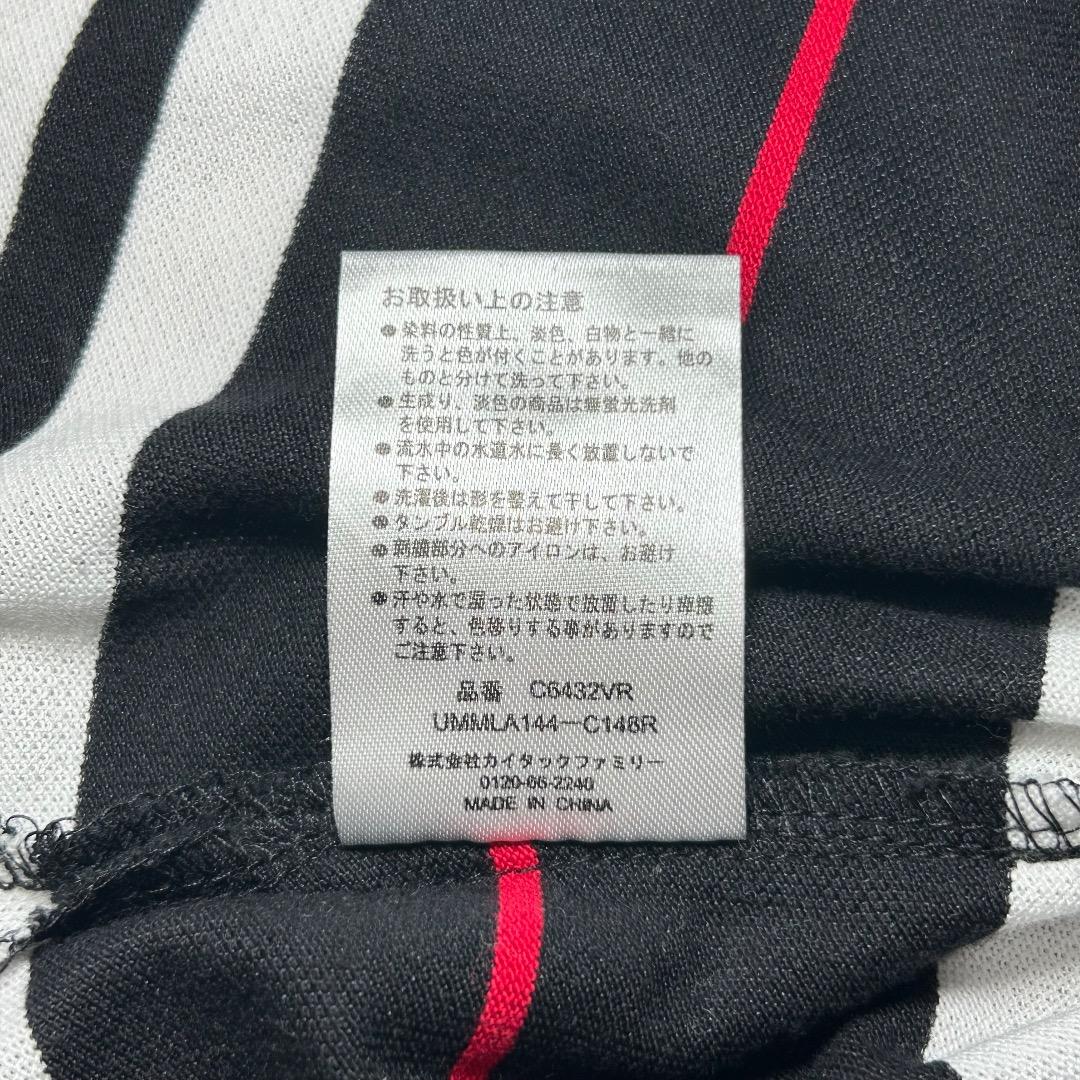 お取扱い上の注意
●染料の性質上、淡色、白物と一緒に
洗うと色が付くことがあります。他の
ものと分けて洗って下さい。
●生成り、淡色の商品は無蛍光洗剤
を使用して下さい。
●流水中の水道水に長く放置しないで
下さい。
●洗濯後は形を整えて干して下さい。
●タンブル乾燥はお避け下さい。
●刺繍部分へのアイロンは、お避け
下さい。
●汗や水で湿った状態で放置したり摩擦
すると、色移りする事がありますので
ご注意下さい。
品番 C6432VR
UMMLA144-C146R
株式会社カイタックファミリー
0120-66-2240
MADE IN CHINA